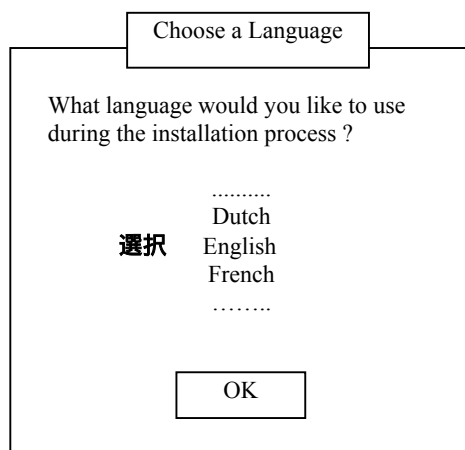 Choose a Language
What language would you like to use
during the installation process ?
..........
Dutch
選択 English
French
……..
OK